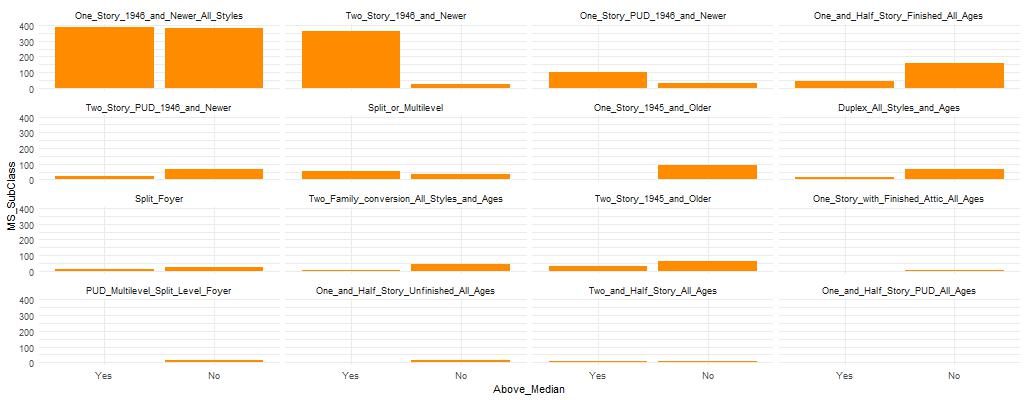 One_Story_1946_and_Newer_All_Styles
Two_Story_1946_and_Newer
One_Story_PUD_1946_and_Newer
One_and_Half_Story_Finished_All_Ages
400
300
200
100
0
Two_Story_PUD_1946_and_Newer
Split_or_Multilevel
One_Story_1945_and_Older
Duplex_All_Styles_and_Ages
400
300
200
100
0
MS_SubClass
Split_Foyer
Two_Family_conversion_All_Styles_and_Ages
Two_Story_1945_and_Older
One_Story_with_Finished_Attic_All_Ages
400
300
200
100
0
PUD_Multilevel_Split_Level_Foyer
One_and_Half_Story_Unfinished_All_Ages
Two_and_Half_Story_All_Ages
One_and_Half_Story_PUD_All_Ages
400
300
200
100
0
Yes No Yes No Yes No Yes No
Above_Median